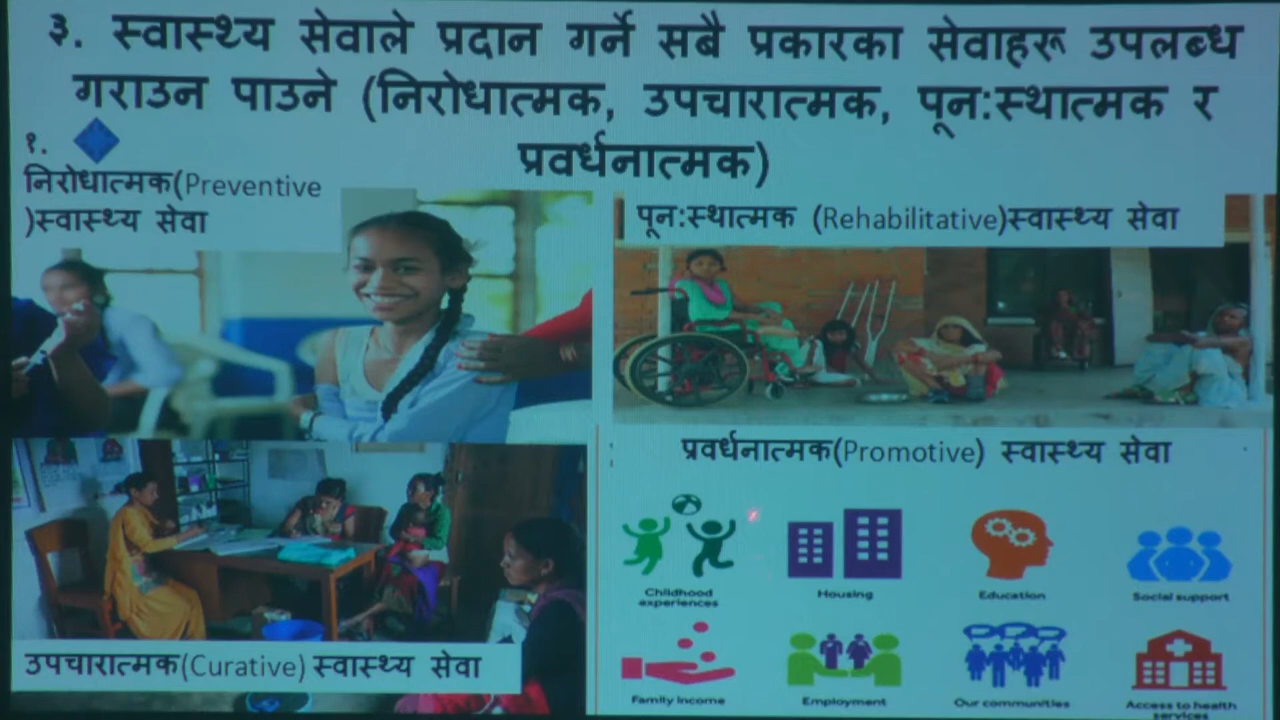 ३. स्वास्थ्य सेवाले प्रदान गर्ने सबै प्रकारका सेवाहरू उपलब्ध
गराउन पाउने (निरोधात्मक, उपचारात्मक, पून:स्थात्मक र
प्रवर्धनात्मक)
१.
निरोधात्मक(Preventive
)स्वास्थ्य सेवा
पून:स्थात्मक (Rehabilitative)स्वास्थ्य सेवा
उपचारात्मक(Curative) स्वास्थ्य सेवा
प्रवर्धनात्मक(Promotive) स्वास्थ्य सेवा
Childhood
experiences
Housing
Education
Social support
Family income
Employment
Our communities
Access to health
services